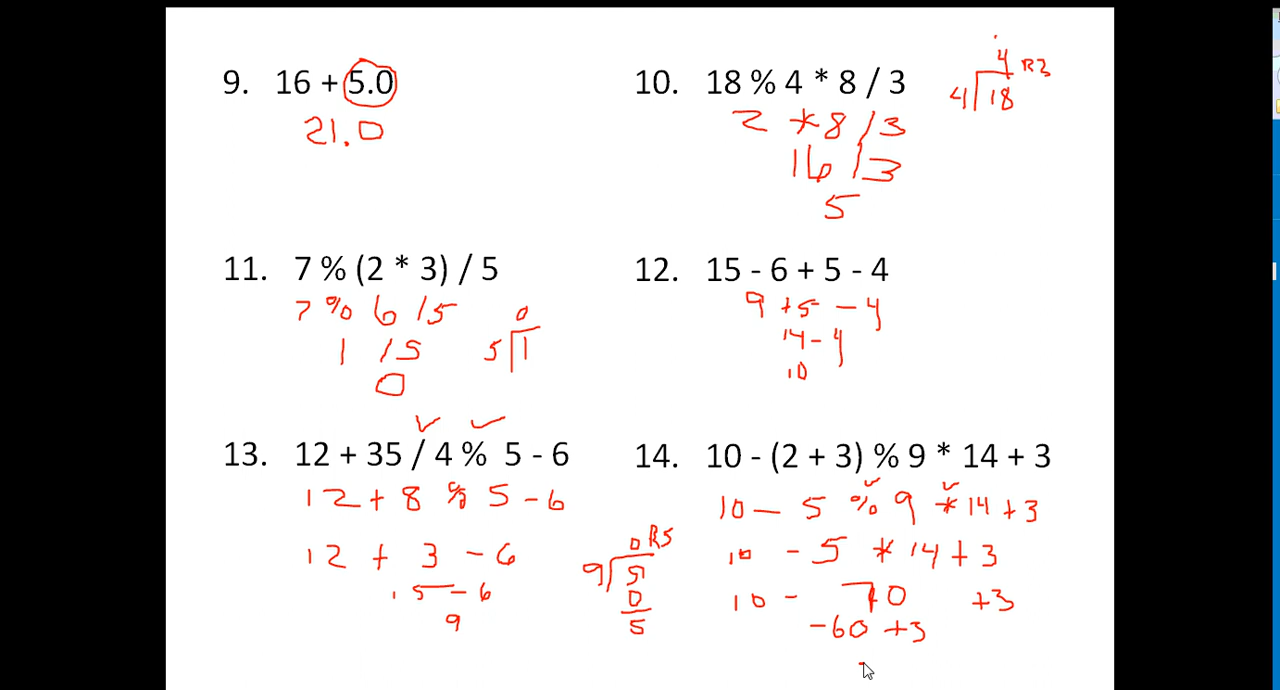 9. 16 + 5.0
21.0
10. 18 % 4 * 8 / 3
4 R2
4 18
2 * 8 / 3
16 / 3
5
11. 7 % (2 * 3) / 5
7 % 6 / 5
1 / 5
0
5 1
0
12. 15 - 6 + 5 - 4
9 + 5 - 4
14 - 4
10
13. 12 + 35 / 4 % 5 - 6
12 + 8 % 5 - 6
12 + 3 - 6
15 - 6
9
14. 10 - (2 + 3) % 9 * 14 + 3
10 - 5 % 9 * 14 + 3
0 R5
9 5
0
5
10 - 5 * 14 + 3
10 - 70 + 3
-60 + 3